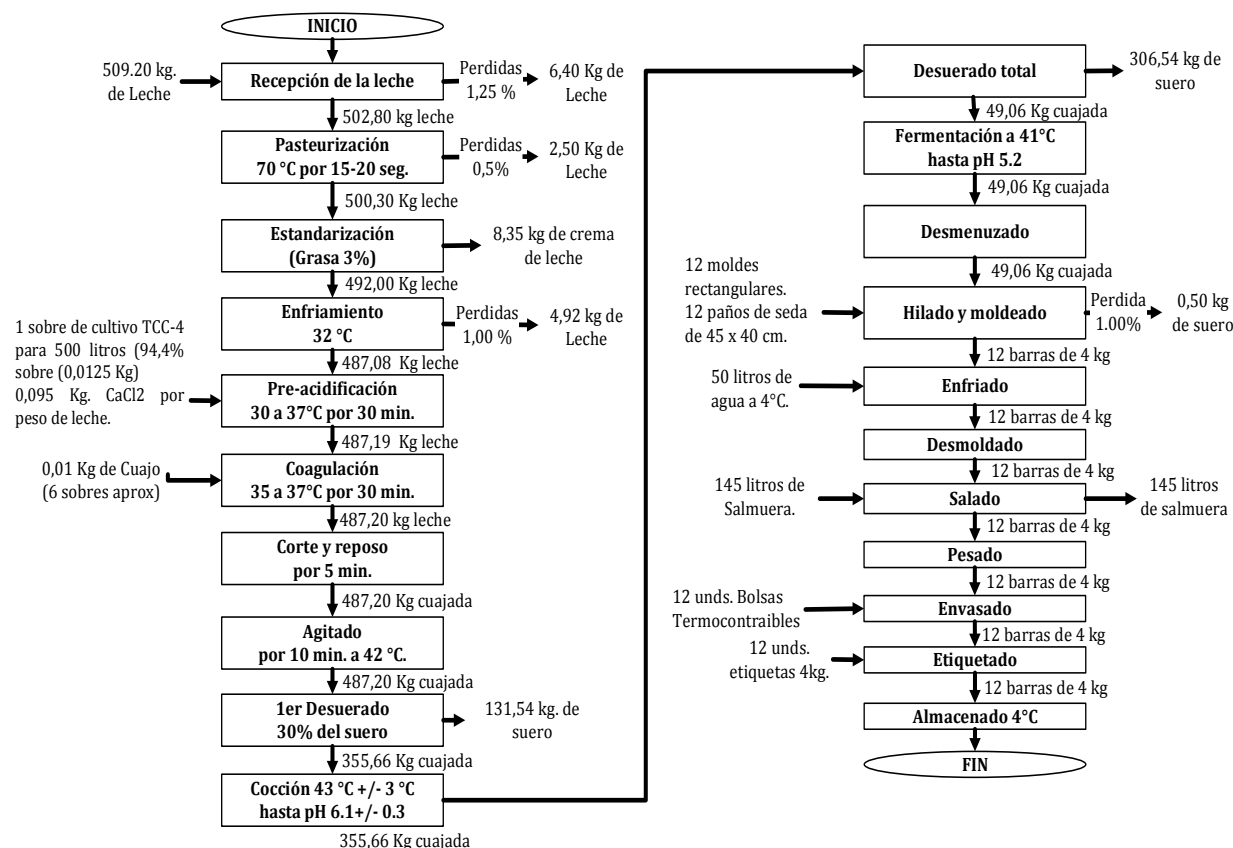 INICIO
509.20 kg.
de Leche
Recepción de la leche
Perdidas
1,25 %
6,40 Kg de
Leche
502,80 kg leche
Pasteurización
70 °C por 15-20 seg.
Perdidas
0,5%
2,50 Kg de
Leche
500,30 Kg leche
Estandarización
(Grasa 3%)
8,35 kg de crema
de leche
492,00 Kg leche
Enfriamiento
32 °C
Perdidas
1,00 %
4,92 kg de
Leche
487,08 Kg leche
1 sobre de cultivo TCC-4
para 500 litros (94,4%
sobre (0,0125 Kg)
0,095 Kg. CaCl2 por
peso de leche.
Pre-acidificación
30 a 37°C por 30 min.
487,19 Kg leche
0,01 Kg de Cuajo
(6 sobres aprox)
Coagulación
35 a 37°C por 30 min.
487,20 kg leche
Corte y reposo
por 5 min.
487,20 Kg cuajada
Agitado
por 10 min. a 42 °C.
487,20 Kg cuajada
1er Desuerado
30% del suero
131,54 kg. de
suero
355,66 Kg cuajada
Cocción 43 °C +/- 3 °C
hasta pH 6.1+/- 0.3
355,66 Kg cuajada
Desuerado total
306,54 kg de
suero
49,06 Kg cuajada
Fermentación a 41°C
hasta pH 5.2
49,06 Kg cuajada
Desmenuzado
49,06 Kg cuajada
12 moldes
rectangulares.
12 paños de seda
de 45 x 40 cm.
Hilado y moldeado
Perdida
1.00%
0,50 kg
de suero
12 barras de 4 kg
50 litros de
agua a 4°C.
Enfriado
12 barras de 4 kg
Desmoldado
12 barras de 4 kg
145 litros de
Salmuera.
Salado
145 litros
de salmuera
12 barras de 4 kg
Pesado
12 barras de 4 kg
12 unds. Bolsas
Termocontraibles
Envasado
12 barras de 4 kg
12 unds.
etiquetas 4kg.
Etiquetado
12 barras de 4 kg
Almacenado 4°C
FIN